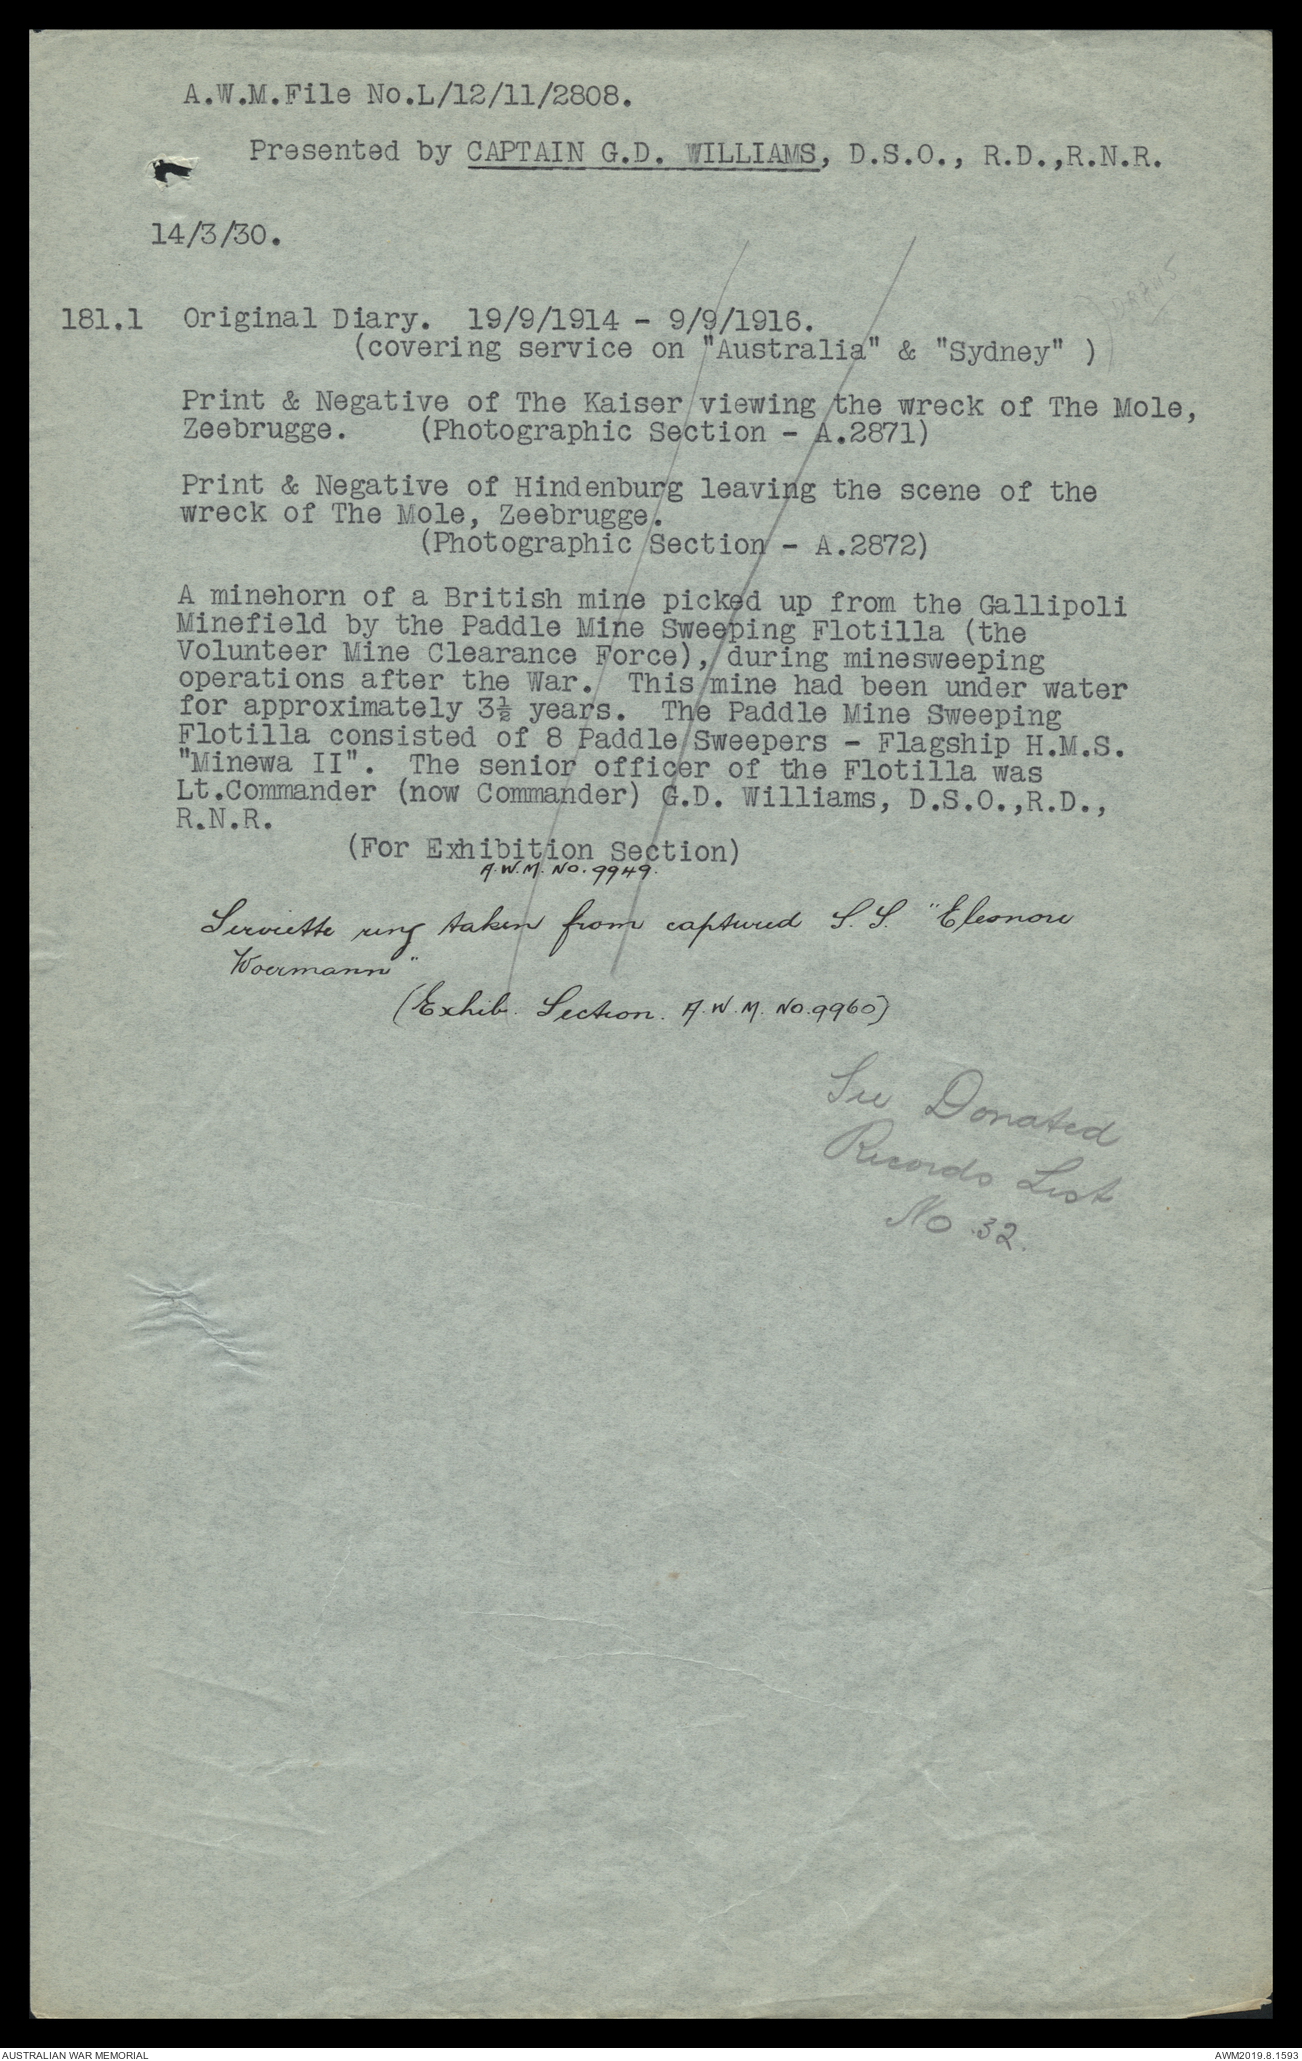 A.W.M.File No.L/12/11/2808.
Presented by CAPTAIN G.D. WILLIAMS, D.S.O., R.D.,R.N.R.
14/3/30.
181.1 Original Diary. 19/9/1914 - 9/9/1916.
(covering service on "Australia" & "Sydney" )
Print & Negative of The Kaiser viewing the wreck of The Mole,
Zeebrugge. (Photographic Section - A.2871)
Print & Negative of Hindenburg leaving the scene of the
wreck of The Mole, Zeebrugge.
(Photographic Section - A.2872)
A minehorn of a British mine picked up from the Gallipoli
Minefield by the Paddle Mine Sweeping Flotilla (the
Volunteer Mine Clearance Force), during minesweeping
operations after the War. This mine had been under water
for approximately 3½ years. The Paddle Mine Sweeping
Flotilla consisted of 8 Paddle Sweepers - Flagship H.M.S.
"Minewa II". The senior officer of the Flotilla was
Lt.Commander (now Commander) G.D. Williams, D.S.O.,R.D.,
R.N.R.
(For Exhibition Section)
A.W.M. No. 9949.
Serviette ring taken from captured S.S. "Eleonore
Woermann"
(Exhib. Section. A.W.M. No. 9960)
See Donated
Records List
No 32.
AUSTRALIAN WAR MEMORIAL
AWM2019.8.1593